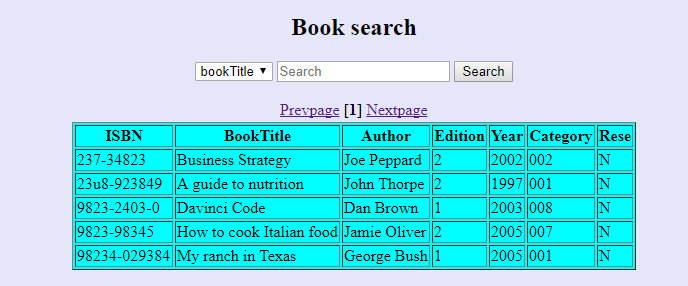 Book search
bookTitle Search Search
Prevpage [1] Nextpage
ISBN BookTitle Author Edition Year Category Rese
237-34823 Business Strategy Joe Peppard 2 2002 002 N
23u8-923849 A guide to nutrition John Thorpe 2 1997 001 N
9823-2403-0 Davinci Code Dan Brown 1 2003 008 N
9823-98345 How to cook Italian food Jamie Oliver 2 2005 007 N
98234-029384 My ranch in Texas George Bush 1 2005 001 N